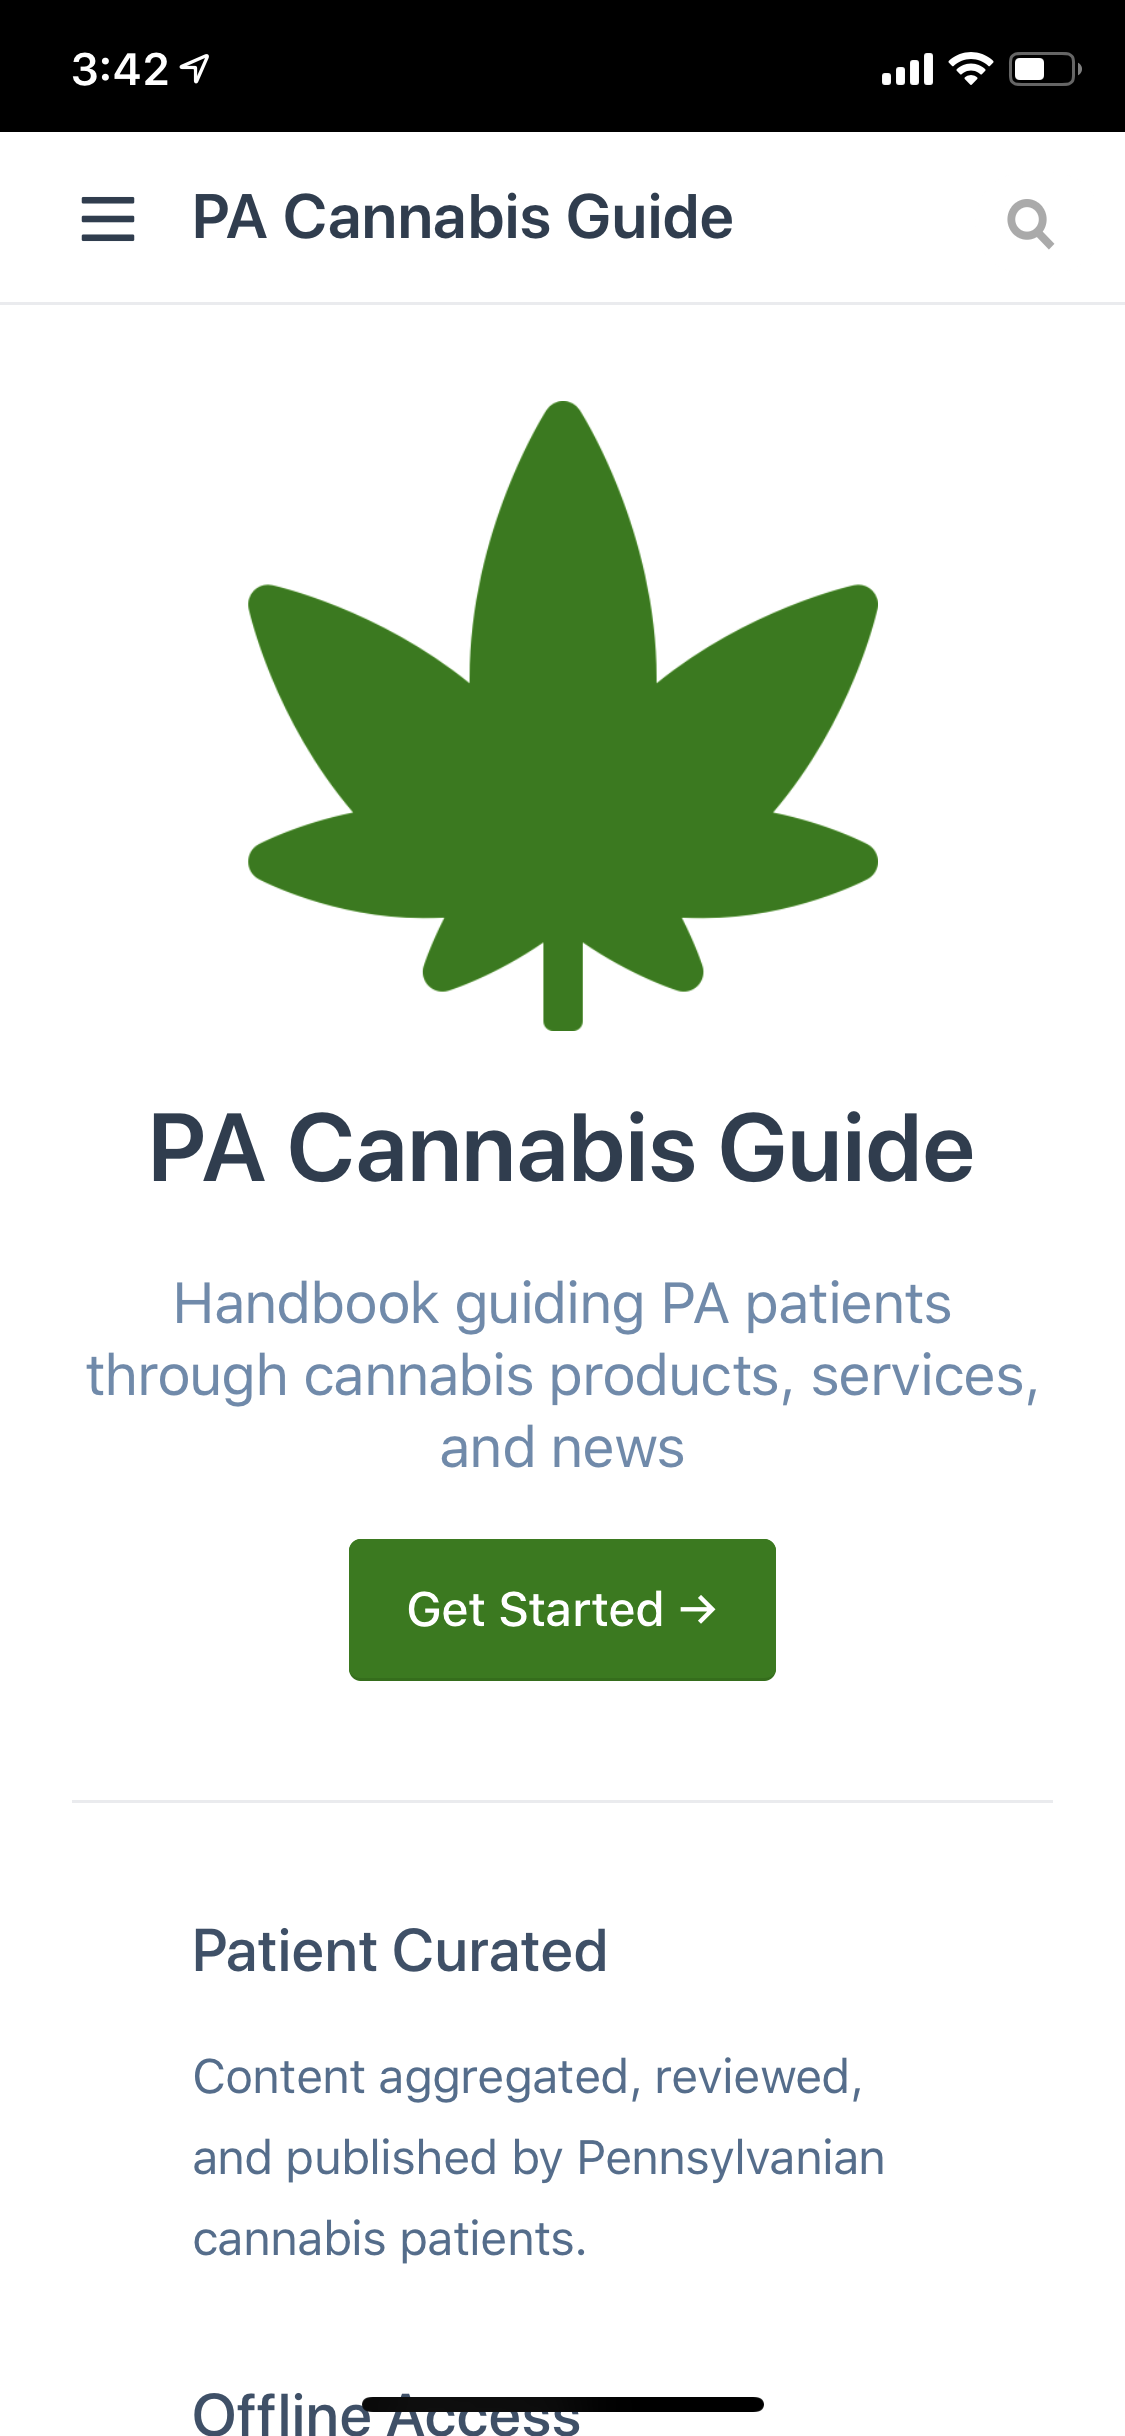 3:42
PA Cannabis Guide
PA Cannabis Guide
Handbook guiding PA patients
through cannabis products, services,
and news
Get Started →
Patient Curated
Content aggregated, reviewed,
and published by Pennsylvanian
cannabis patients.
Offline Access